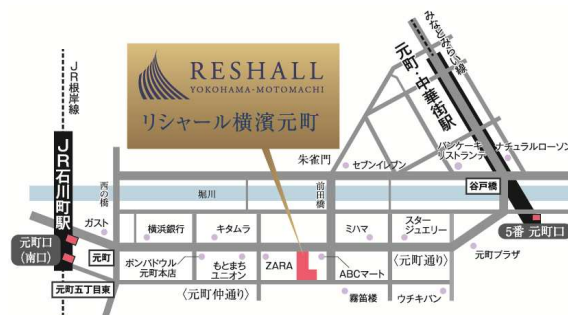 RESHALL
YOKOHAMA-MOTOMACHI
リシャール横濱元町
JR根岸線
JR石川町駅
元町口
(南口)
ガスト
元町
元町五丁目東
西の橋
堀川
前田橋
朱雀門
みなとみらい線
元町・中華街駅
セブンイレブン
パンケーキ
リストランテ
ナチュラルローソン
谷戸橋
5番 元町口
元町プラザ
横浜銀行
キタムラ
ミハマ
スター
ジュエリー
ポンパドウル
元町本店
もとまち
ユニオン
ZARA
ABCマート
〈元町通り〉
〈元町仲通り〉
霧笛楼
ウチキパン